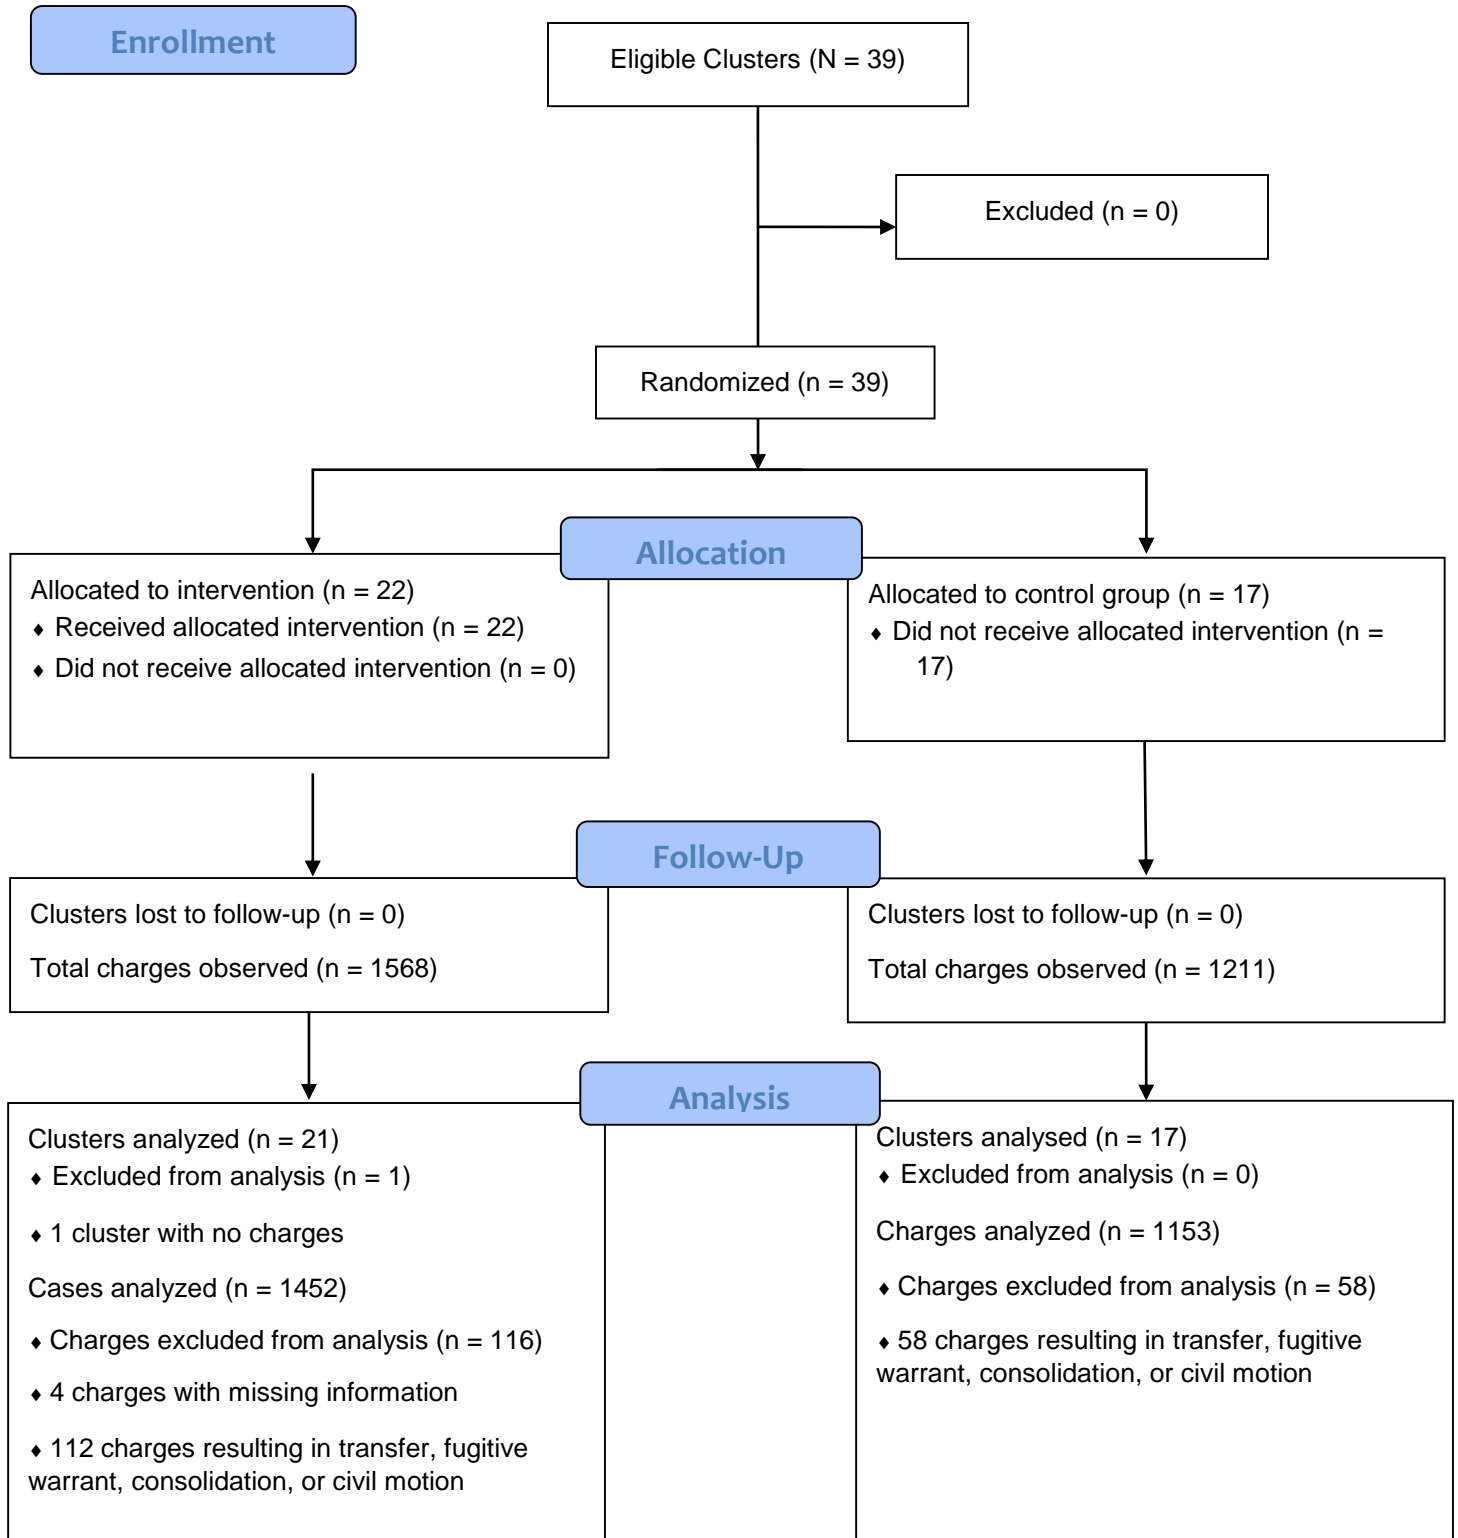 Enrollment
Eligible Clusters (N = 39)
Excluded (n = 0)
Randomized (n = 39)
Allocation
Allocated to intervention (n = 22)
♦ Received allocated intervention (n = 22)
♦ Did not receive allocated intervention (n = 0)
Allocated to control group (n = 17)
♦ Did not receive allocated intervention (n =
17)
Follow-Up
Clusters lost to follow-up (n = 0)
Total charges observed (n = 1568)
Clusters lost to follow-up (n = 0)
Total charges observed (n = 1211)
Analysis
Clusters analyzed (n = 21)
♦ Excluded from analysis (n = 1)
♦ 1 cluster with no charges
Cases analyzed (n = 1452)
♦ Charges excluded from analysis (n = 116)
♦ 4 charges with missing information
♦ 112 charges resulting in transfer, fugitive
warrant, consolidation, or civil motion
Clusters analysed (n = 17)
♦ Excluded from analysis (n = 0)
Charges analyzed (n = 1153)
♦ Charges excluded from analysis (n = 58)
♦ 58 charges resulting in transfer, fugitive
warrant, consolidation, or civil motion